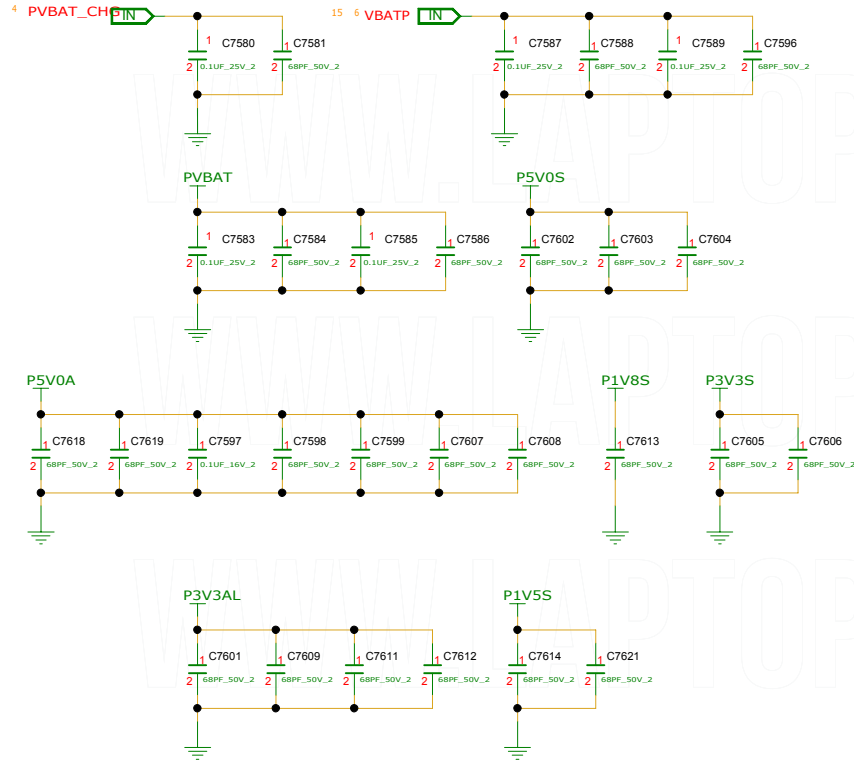 4 PVBAT_CHG IN
15 6 VBATP IN
1 C7580 1 C7581 1 C7587 1 C7588 1 C7589 1 C7596
2 0.1UF_25V_2 2 68PF_50V_2 2 0.1UF_25V_2 2 68PF_50V_2 2 0.1UF_25V_2 2 68PF_50V_2
WWW.LAPTOP
PVBAT P5V0S
1 C7583 1 C7584 1 C7585 1 C7586 1 C7602 1 C7603 1 C7604
2 0.1UF_25V_2 2 68PF_50V_2 2 0.1UF_25V_2 2 68PF_50V_2 2 68PF_50V_2 2 68PF_50V_2 2 68PF_50V_2
WWW.LAPTOP
P5V0A P1V8S P3V3S
1 C7618 1 C7619 1 C7597 1 C7598 1 C7599 1 C7607 1 C7608 1 C7613 1 C7605 1 C7606
2 68PF_50V_2 2 68PF_50V_2 2 0.1UF_16V_2 2 68PF_50V_2 2 68PF_50V_2 2 68PF_50V_2 2 68PF_50V_2 2 68PF_50V_2 2 68PF_50V_2 2 68PF_50V_2
WWW.LAPTOP
P3V3AL P1V5S
1 C7601 1 C7609 1 C7611 1 C7612 1 C7614 1 C7621
2 68PF_50V_2 2 68PF_50V_2 2 68PF_50V_2 2 68PF_50V_2 2 68PF_50V_2 2 68PF_50V_2